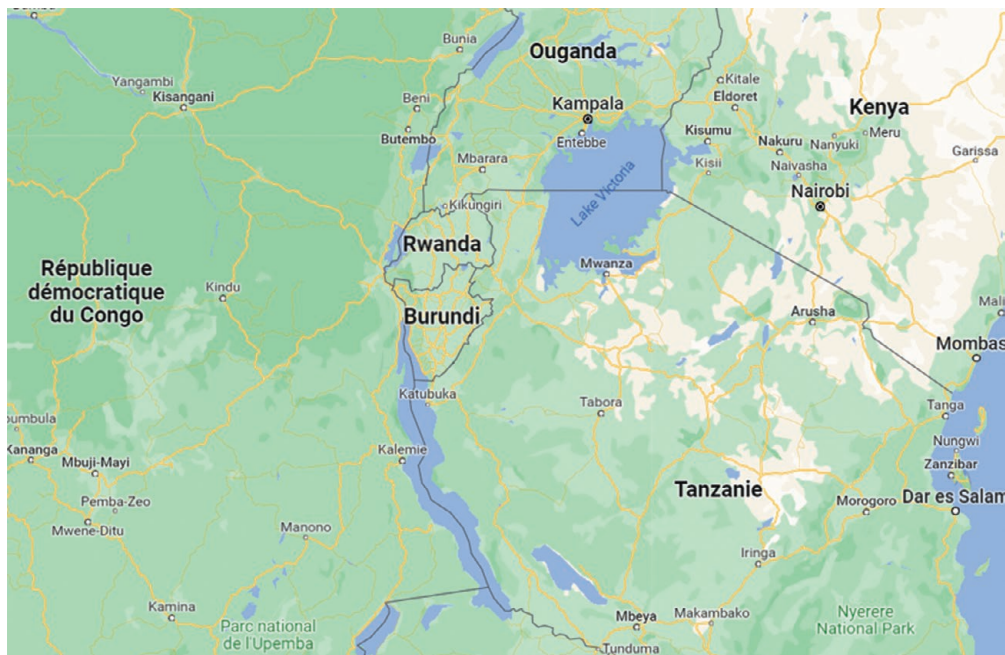 Bunia
Ouganda
Yangambi
Kisangani
Beni
Butembo
Kampala
Entebbe
Mbarara
Kitale
Eldoret
Kenya
Kisumu
Nakuru
Nanyuki
Meru
Kisii
Naivasha
Garissa
Nairobi
Lake Victoria
Kikungiri
Rwanda
Mwanza
République
démocratique
du Congo
Kindu
Burundi
Arusha
Mali
Mombas
Katubuka
Tabora
Tanga
oumbula
Kananga
Mbuji-Mayi
Kalemie
Nungwi
Zanzibar
Tanzanie
Dar es Salam
Pemba-Zeo
Morogoro
Mwene-Ditu
Manono
Iringa
Kamina
Parc national
de l'Upemba
Mbeya
Makambako
Nyerere
National Park
Tunduma